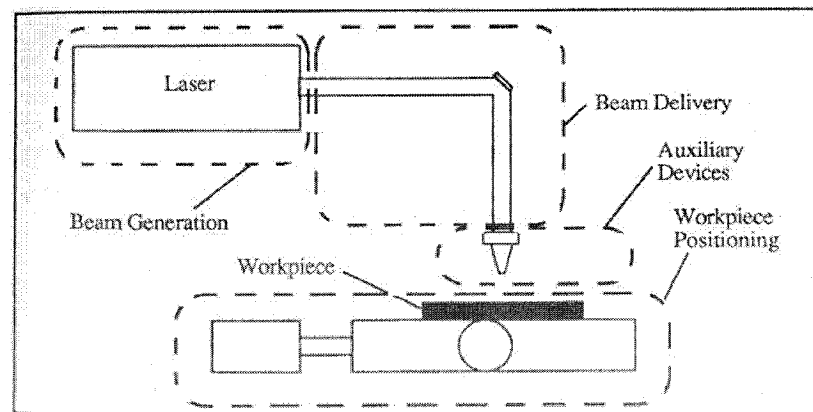 Laser
Beam Delivery
Auxiliary
Devices
Beam Generation
Workpiece
Positioning
Workpiece